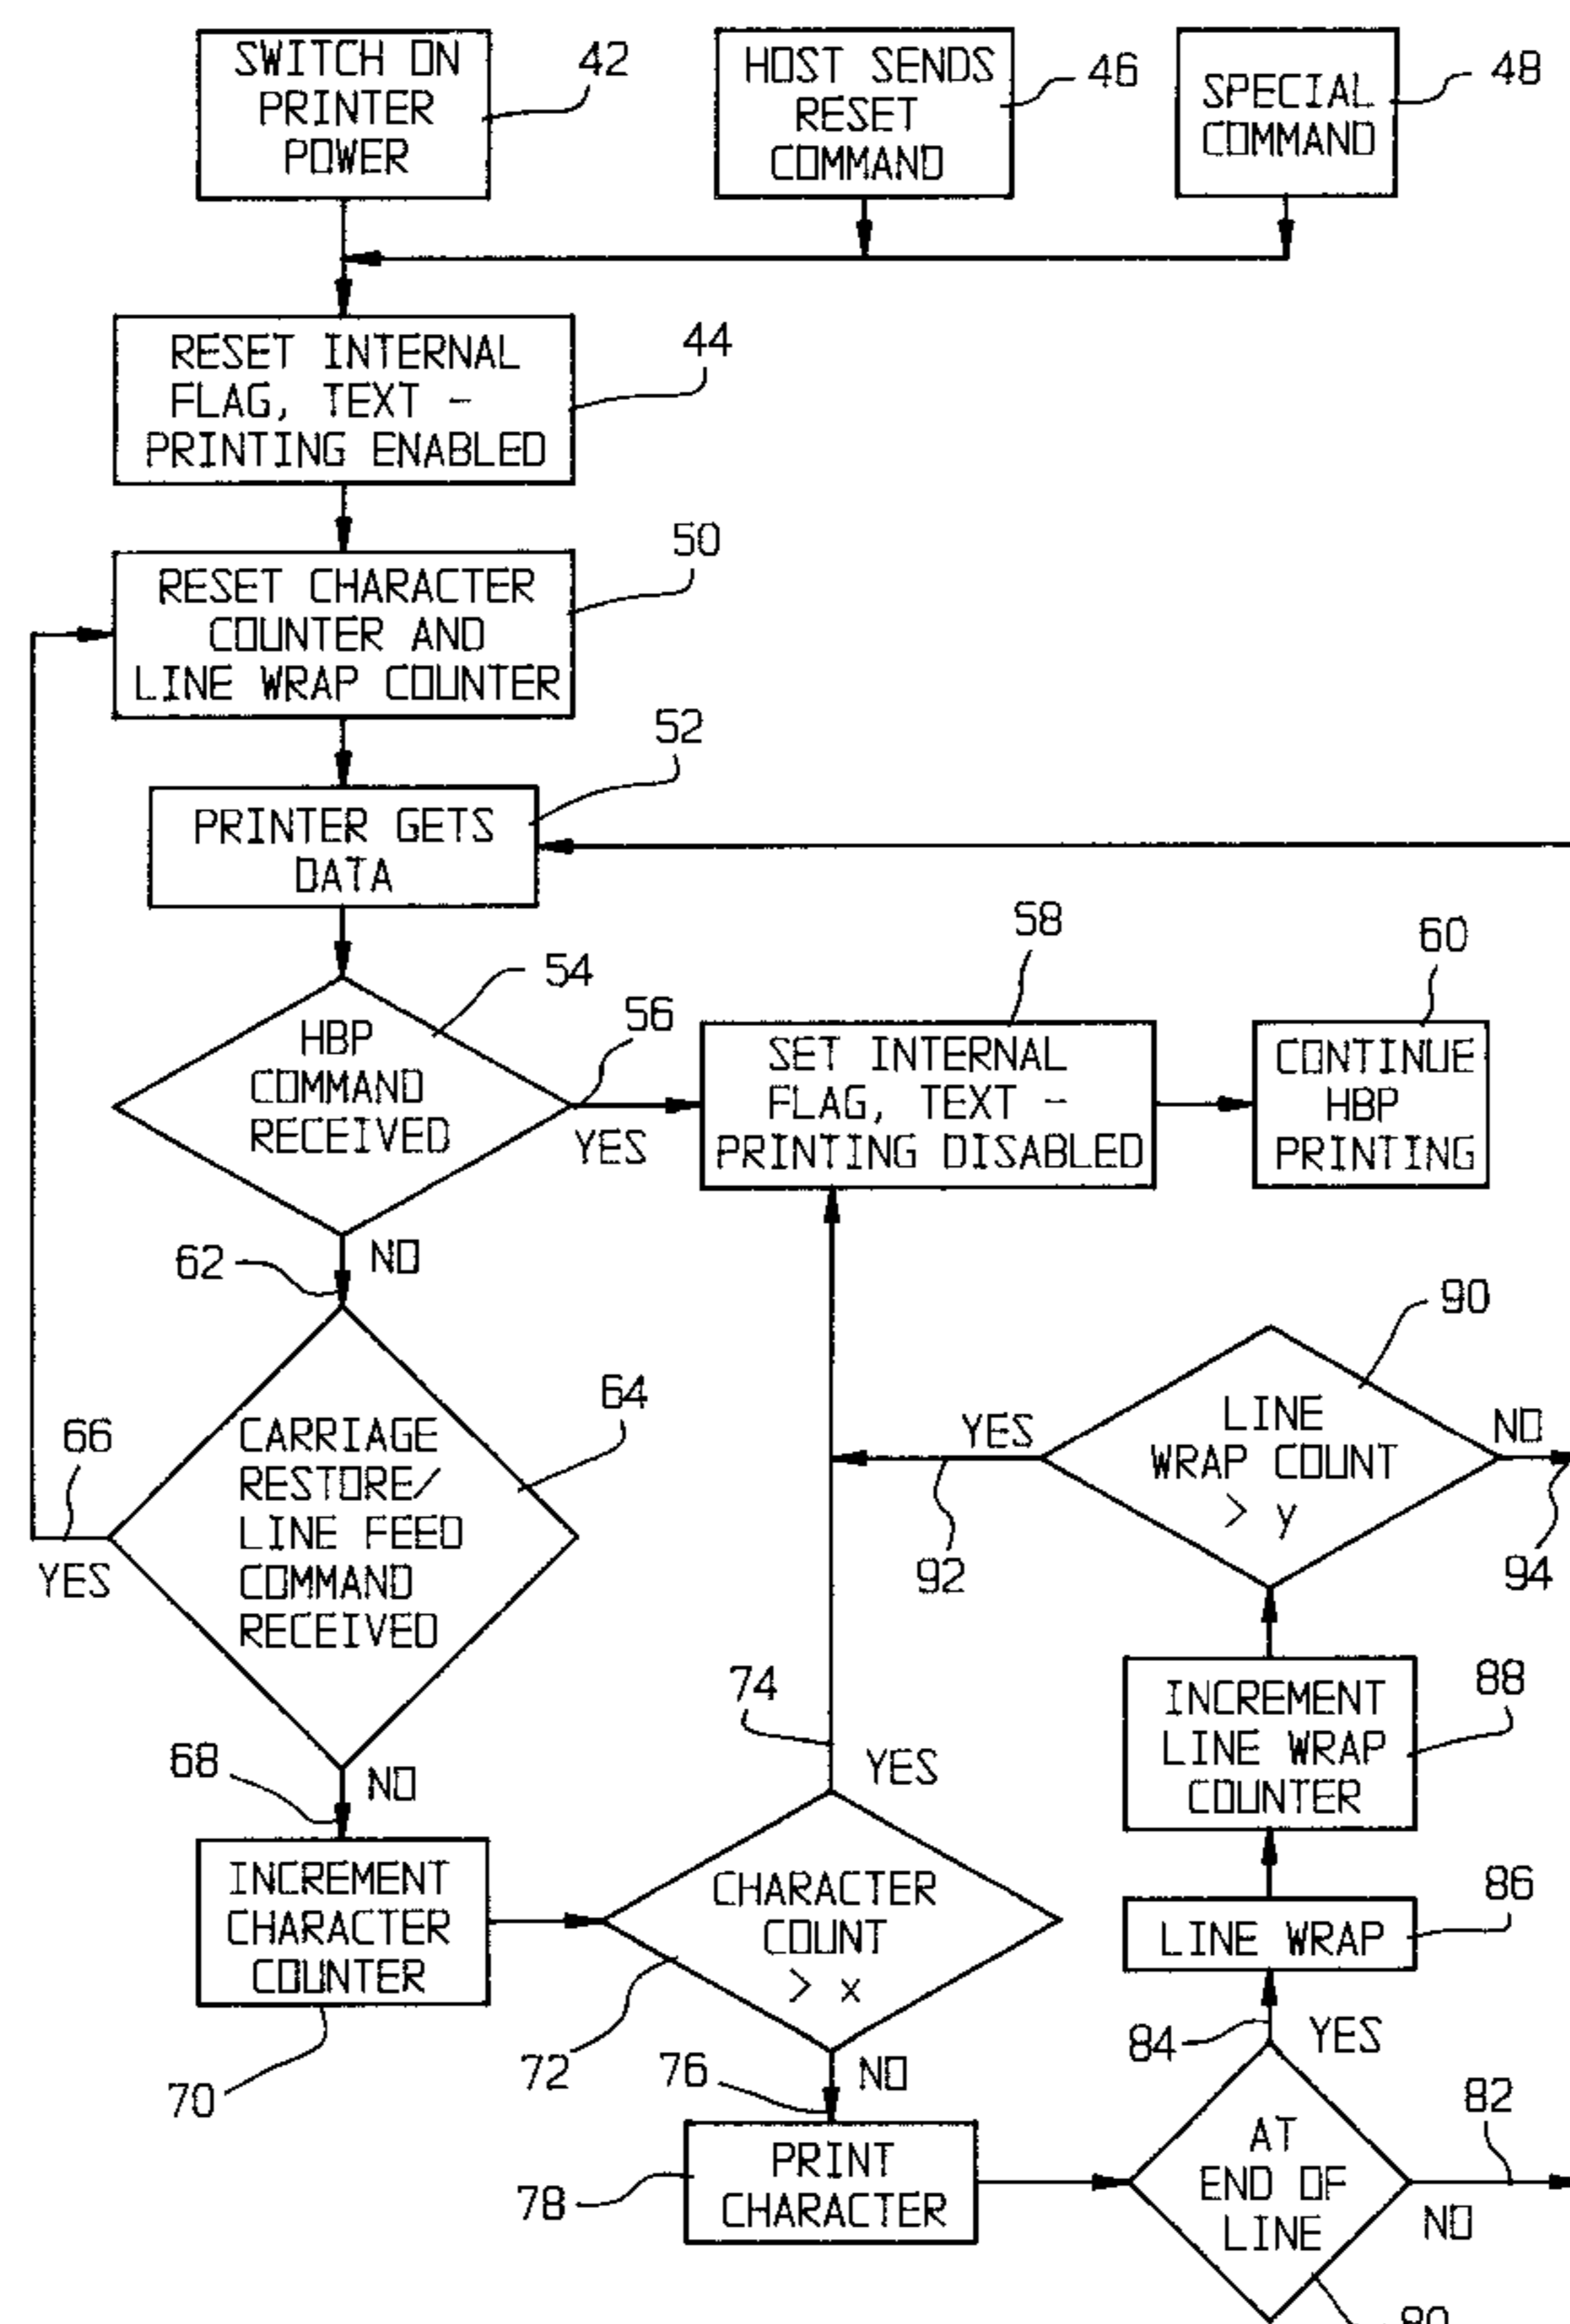 SWITCH ON
PRINTER
POWER
42
HOST SENDS
RESET
COMMAND
46
SPECIAL
COMMAND
48
RESET INTERNAL
FLAG, TEXT -
PRINTING ENABLED
44
RESET CHARACTER
COUNTER AND
LINE WRAP COUNTER
50
PRINTER GETS
DATA
52
HBP
COMMAND
RECEIVED
54
56
YES
SET INTERNAL
FLAG, TEXT -
PRINTING DISABLED
58
CONTINUE
HBP
PRINTING
60
62
NO
CARRIAGE
RESTORE/
LINE FEED
COMMAND
RECEIVED
64
66
YES
68
NO
INCREMENT
CHARACTER
COUNTER
70
CHARACTER
COUNT
> x
72
74
YES
76
NO
PRINT
CHARACTER
78
AT
END OF
LINE
80
82
NO
84
YES
LINE WRAP
86
INCREMENT
LINE WRAP
COUNTER
88
LINE
WRAP COUNT
> y
90
YES
92
NO
94